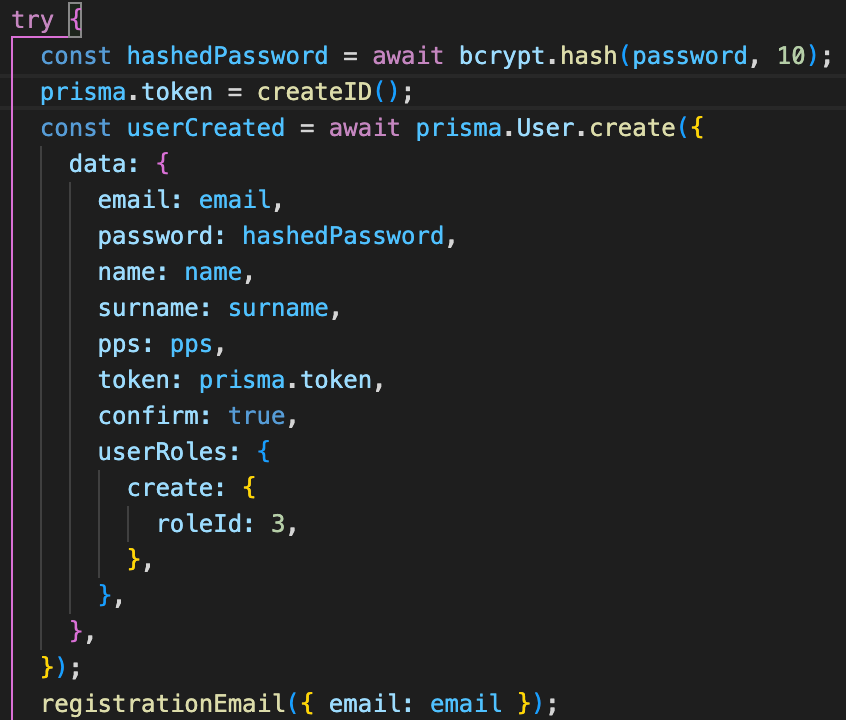 try {
const hashedPassword = await bcrypt.hash(password, 10);
prisma.token = createID();
const userCreated = await prisma.User.create({
data: {
email: email,
password: hashedPassword,
name: name,
surname: surname,
pps: pps,
token: prisma.token,
confirm: true,
userRoles: {
create: {
roleId: 3,
},
},
},
});
registrationEmail({ email: email });